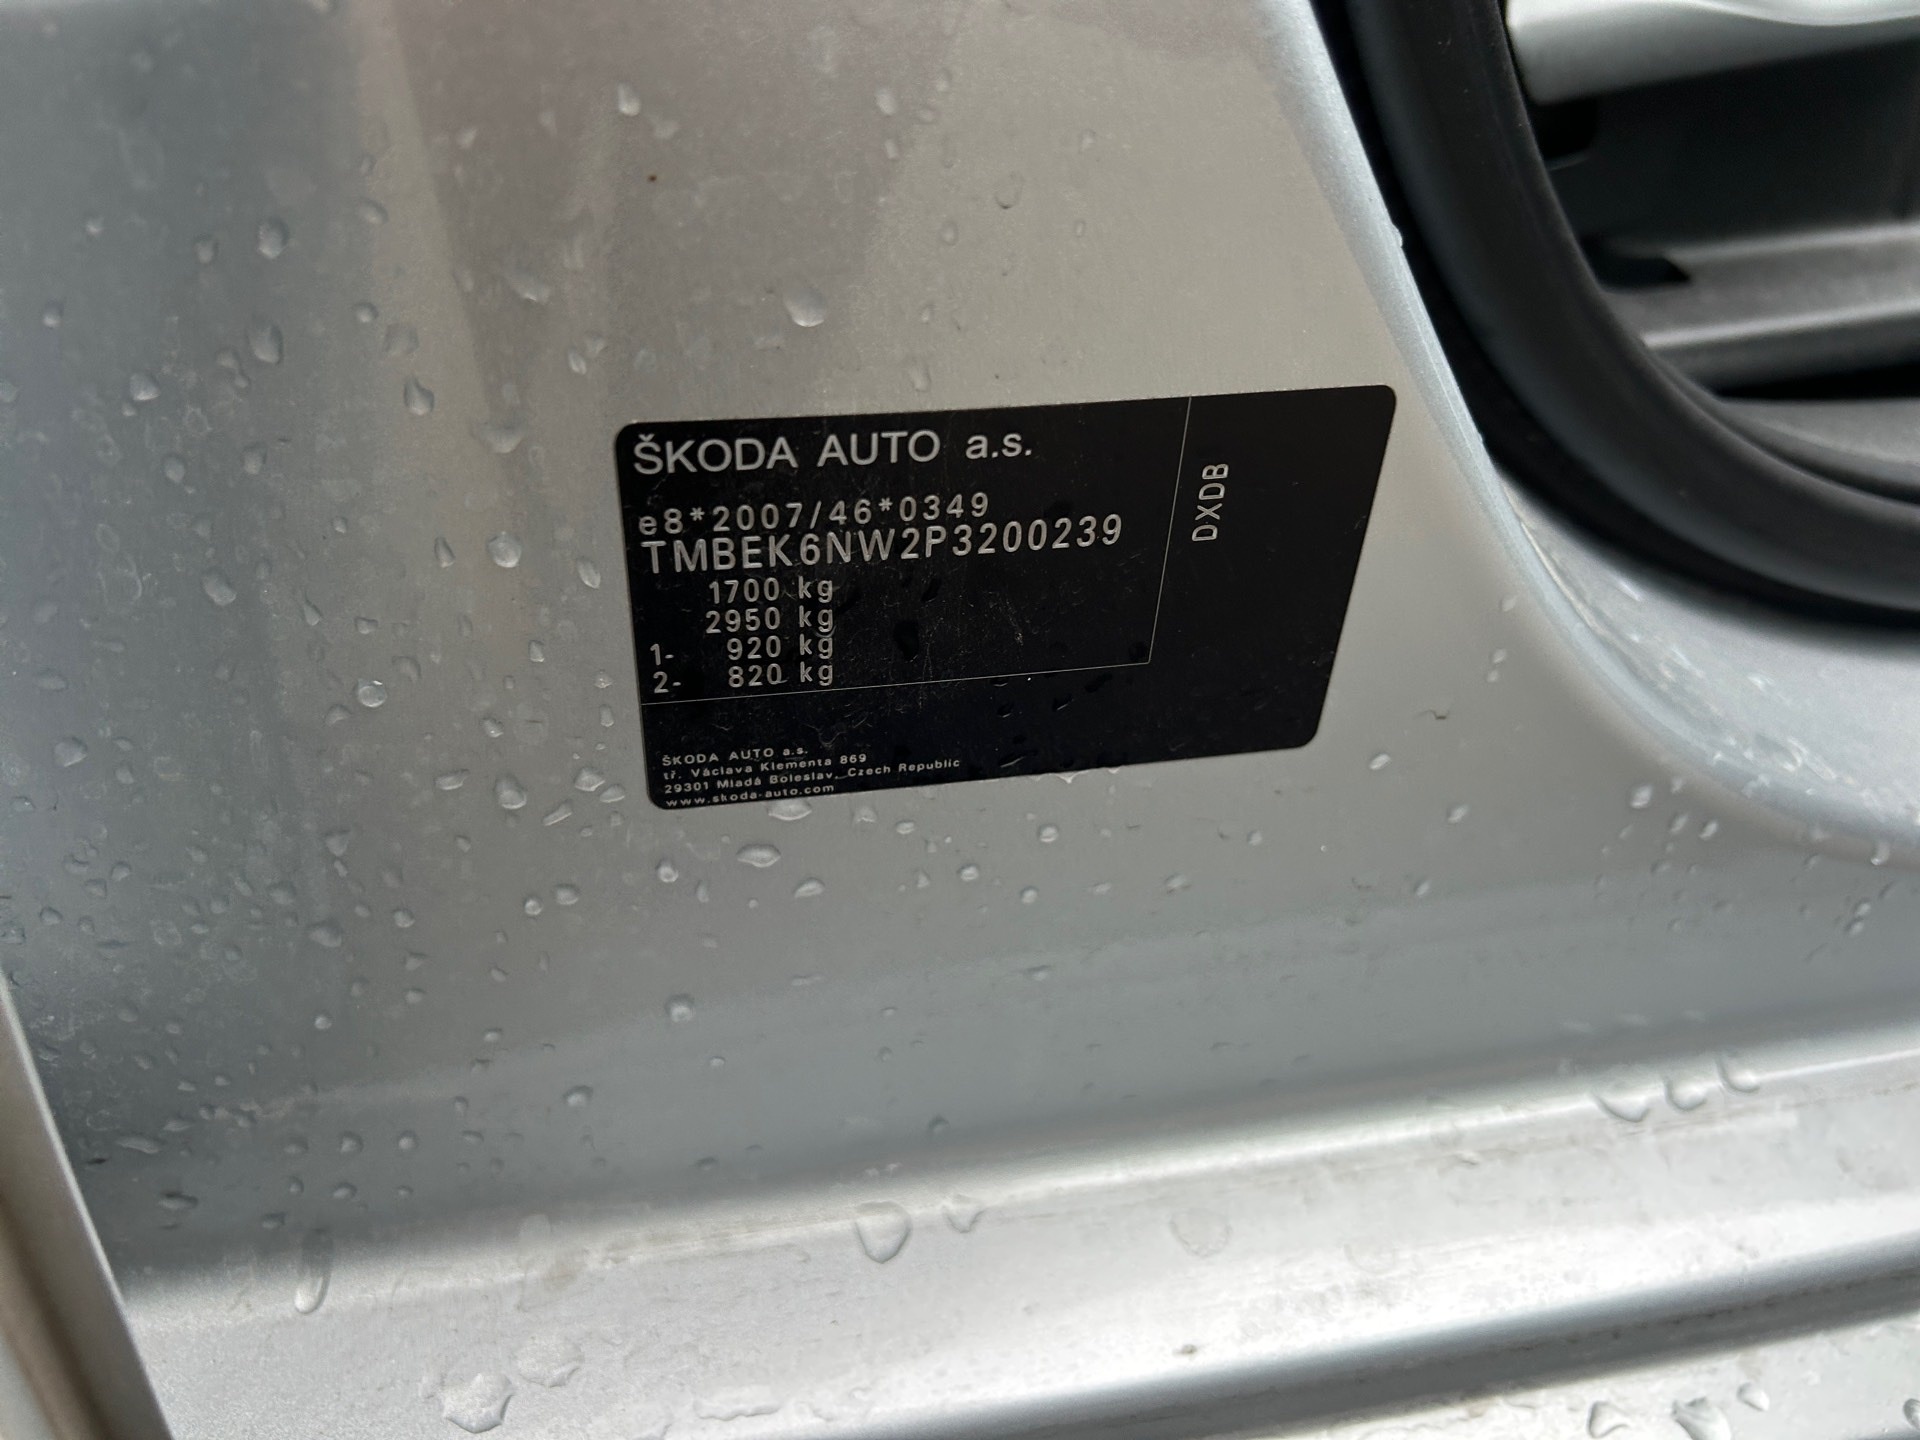 ŠKODA AUTO a.s.
e8*2007/46*0349
TMBEK6NW2P3200239
1700 kg
2950 kg
1- 920 kg
2- 820 kg
DXDB
ŠKODA AUTO a.s.
tř. Václava Klementa 869
29301 Mladá Boleslav, Czech Republic
www.skoda-auto.com